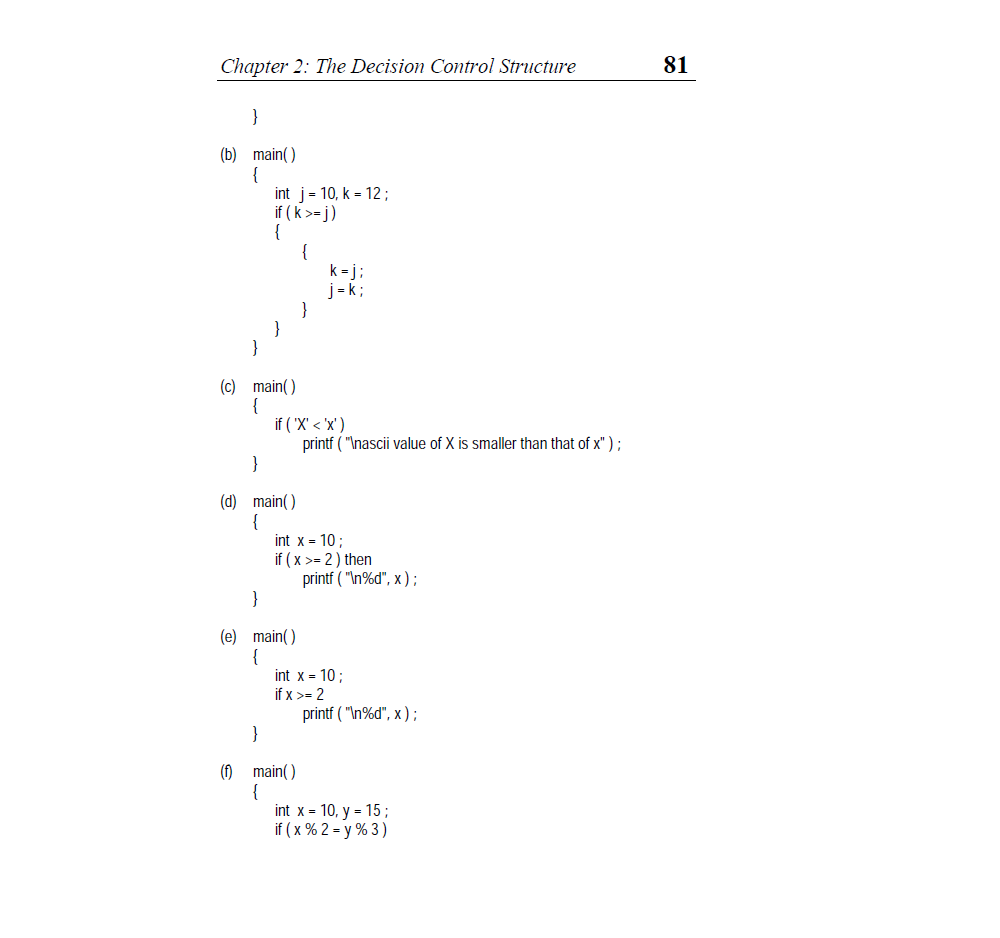 Chapter 2: The Decision Control Structure 81
}
(b) main( )
{
int j = 10, k = 12 ;
if ( k >= j )
{
{
k = j ;
j = k ;
}
}
}
(c) main( )
{
if ( 'X' < 'x' )
printf ( "\nascii value of X is smaller than that of x" ) ;
}
(d) main( )
{
int x = 10 ;
if ( x >= 2 ) then
printf ( "\n%d", x ) ;
}
(e) main( )
{
int x = 10 ;
if x >= 2
printf ( "\n%d", x ) ;
}
(f) main( )
{
int x = 10, y = 15 ;
if ( x % 2 = y % 3 )